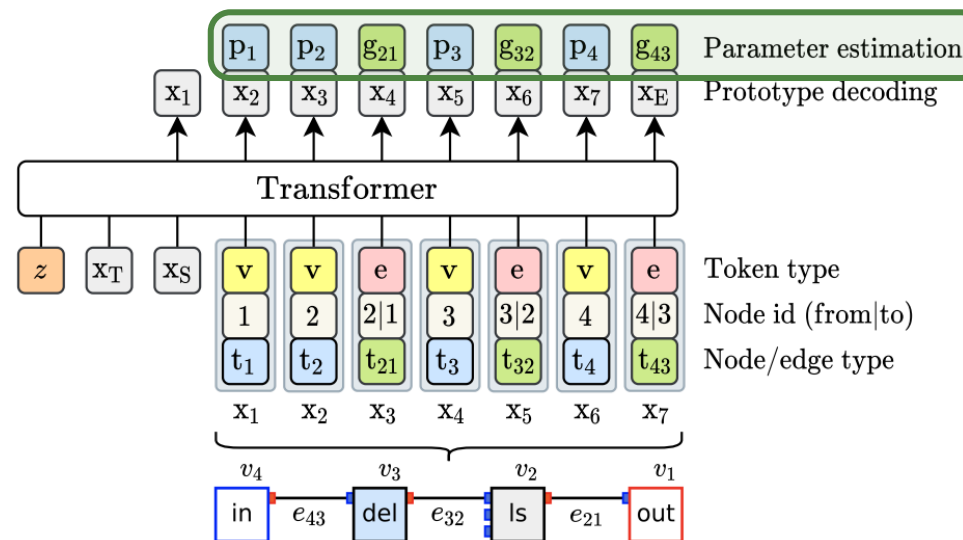 p₁ p₂ g₂₁ p₃ g₃₂ p₄ g₄₃ Parameter estimation
x₁ x₂ x₃ x₄ x₅ x₆ x₇ x_E Prototype decoding
Transformer
z x_T x_S v v e v e v e Token type
1 2 2|1 3 3|2 4 4|3 Node id (from|to)
t₁ t₂ t₂₁ t₃ t₃₂ t₄ t₄₃ Node/edge type
x₁ x₂ x₃ x₄ x₅ x₆ x₇
v₄ v₃ v₂ v₁
in e₄₃ del e₃₂ ls e₂₁ out